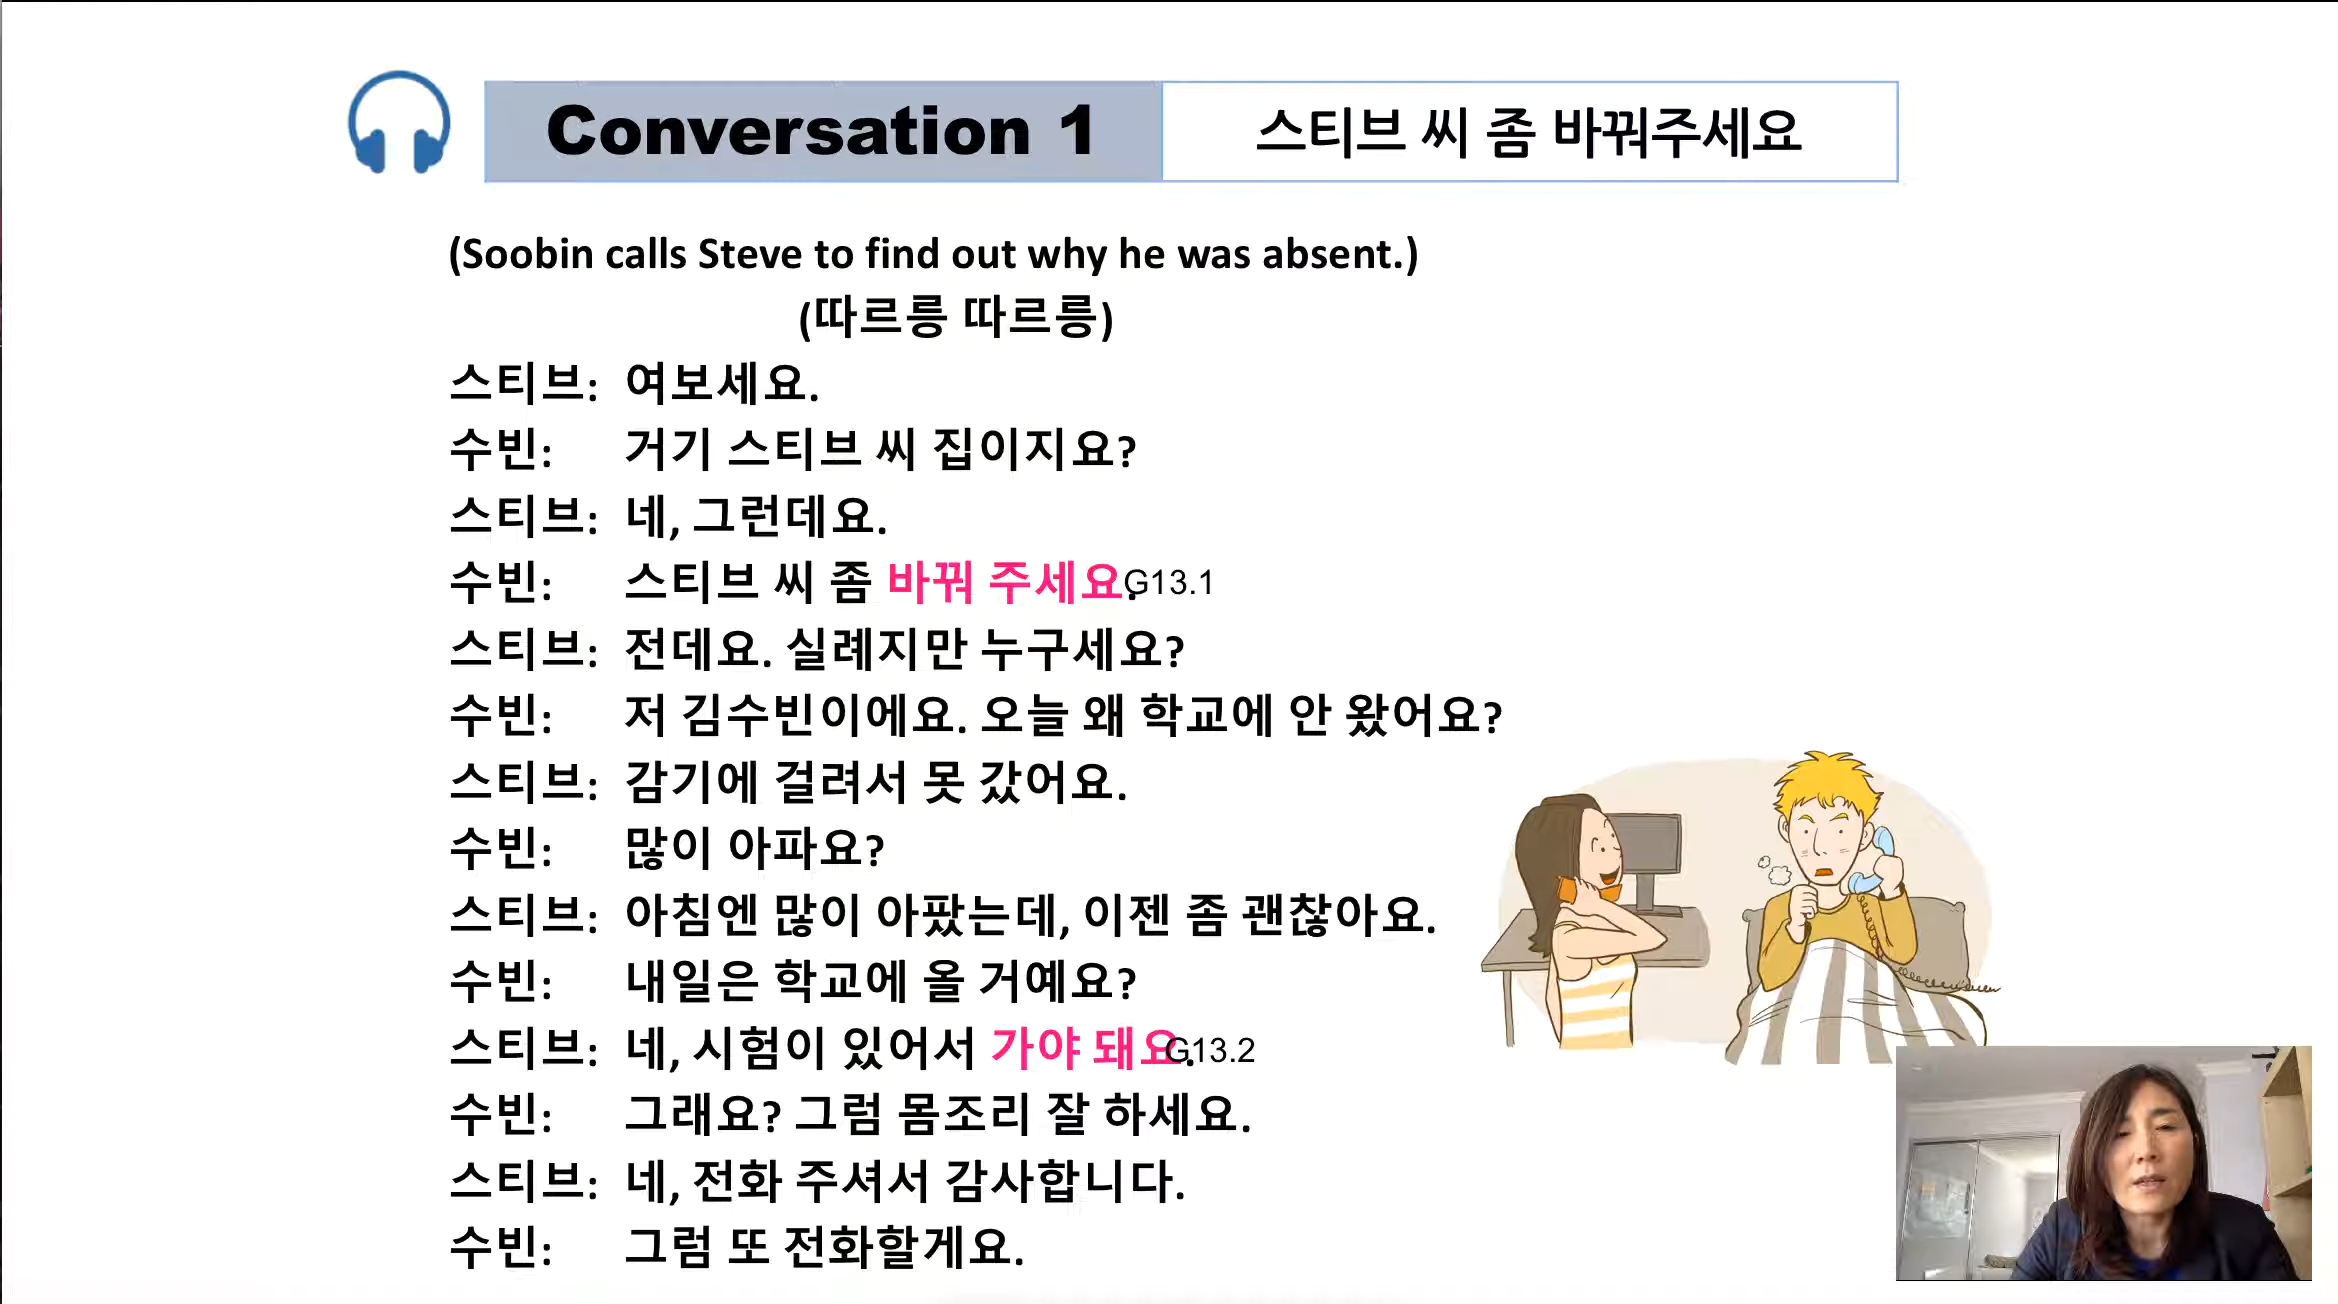 Conversation 1 스티브 씨 좀 바꿔주세요
(Soobin calls Steve to find out why he was absent.)
(따르릉 따르릉)
스티브: 여보세요.
수빈: 거기 스티브 씨 집이지요?
스티브: 네, 그런데요.
수빈: 스티브 씨 좀 바꿔 주세요. G13.1
스티브: 전데요. 실례지만 누구세요?
수빈: 저 김수빈이에요. 오늘 왜 학교에 안 왔어요?
스티브: 감기에 걸려서 못 갔어요.
수빈: 많이 아파요?
스티브: 아침엔 많이 아팠는데, 이젠 좀 괜찮아요.
수빈: 내일은 학교에 올 거예요?
스티브: 네, 시험이 있어서 가야 돼요. G13.2
수빈: 그래요? 그럼 몸조리 잘 하세요.
스티브: 네, 전화 주셔서 감사합니다.
수빈: 그럼 또 전화할게요.